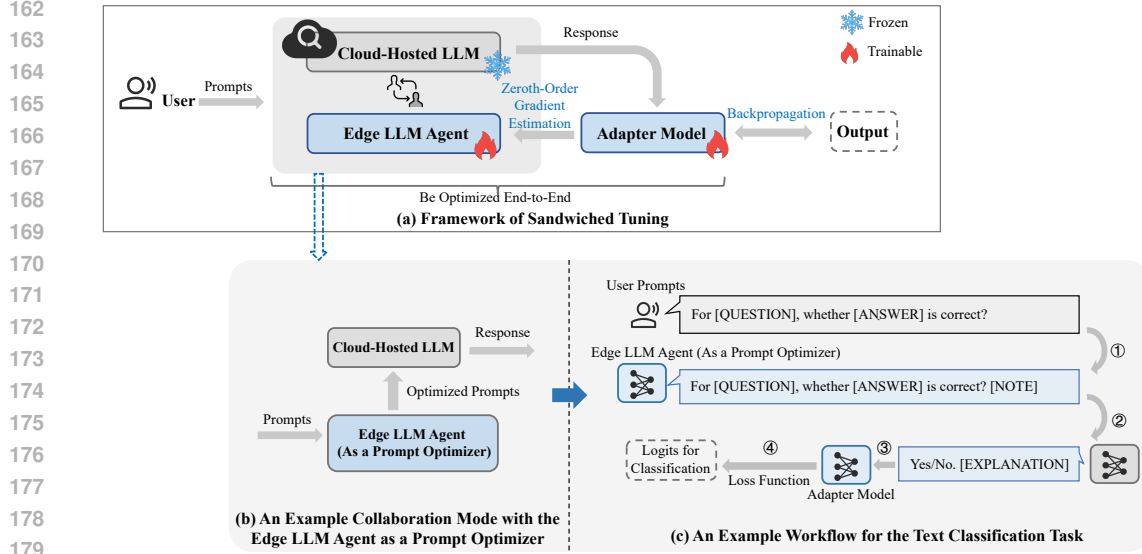 162
163
164
165
166
167
168
169
170
171
172
173
174
175
176
177
178
179
Frozen
Trainable
Cloud-Hosted LLM
Response
User
Prompts
Zeroth-Order
Gradient
Estimation
Edge LLM Agent
Adapter Model
Backpropagation
Output
Be Optimized End-to-End
(a) Framework of Sandwiched Tuning
Cloud-Hosted LLM
Response
Optimized Prompts
Prompts
Edge LLM Agent
(As a Prompt Optimizer)
(b) An Example Collaboration Mode with the
Edge LLM Agent as a Prompt Optimizer
User Prompts
For [QUESTION], whether [ANSWER] is correct?
①
Edge LLM Agent (As a Prompt Optimizer)
For [QUESTION], whether [ANSWER] is correct? [NOTE]
②
Yes/No. [EXPLANATION]
③
Adapter Model
④
Loss Function
Logits for
Classification
(c) An Example Workflow for the Text Classification Task